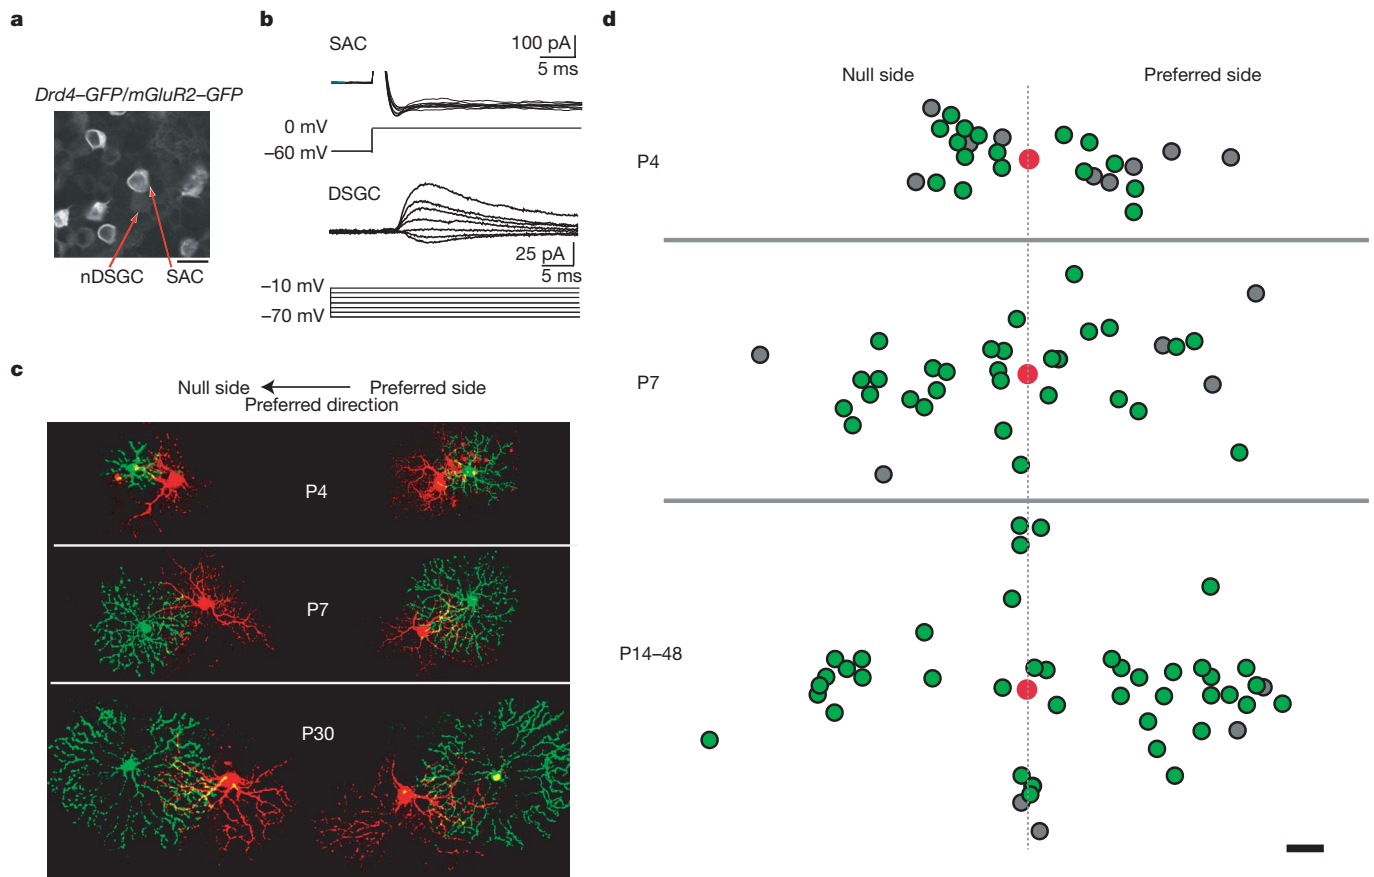 a
Drd4–GFP/mGluR2–GFP
nDSGC
SAC
b
SAC
100 pA
5 ms
0 mV
–60 mV
DSGC
25 pA
5 ms
–10 mV
–70 mV
c
Null side
Preferred side
Preferred direction
P4
P7
P30
d
Null side
Preferred side
P4
P7
P14–48